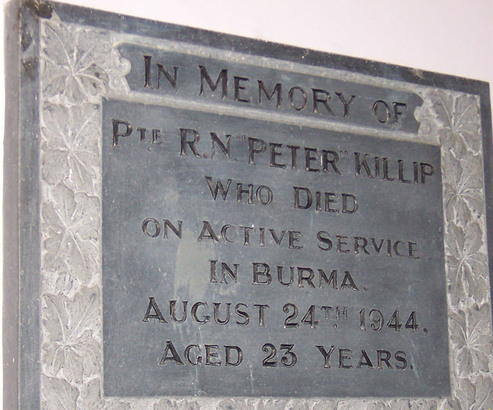 IN MEMORY OF
PTE R.N. "PETER" KILLIP
WHO DIED
ON ACTIVE SERVICE
IN BURMA.
AUGUST 24TH 1944.
AGED 23 YEARS.